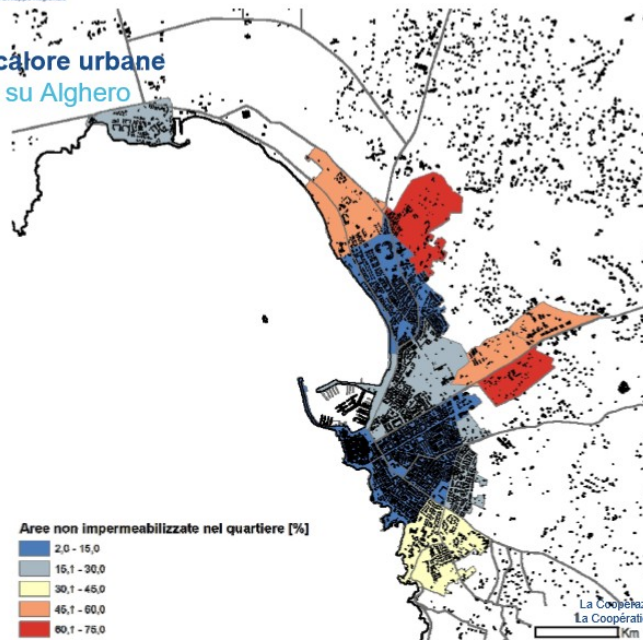 calore urbane
su Alghero
Aree non impermeabilizzate nel quartiere [%]
2,0 - 15,0
15,1 - 30,0
30,1 - 45,0
45,1 - 60,0
60,1 - 75,0
La Cooperaz
La Coopérati
Km